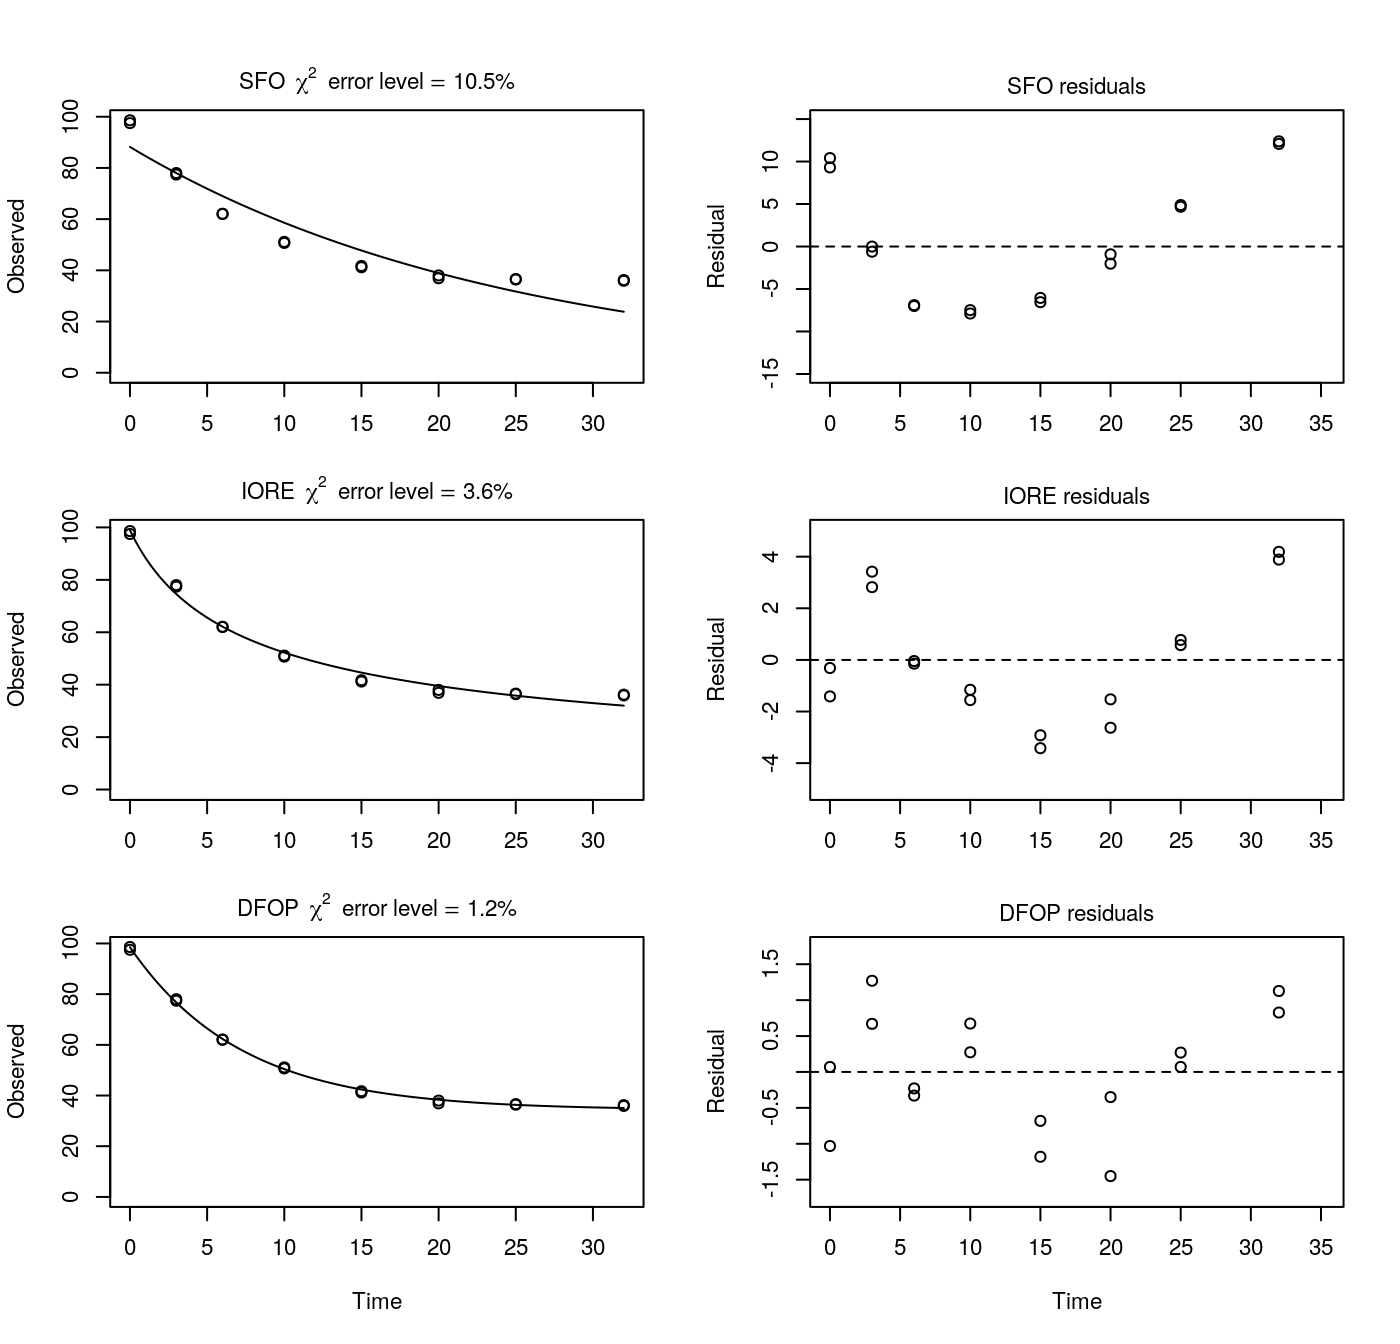 SFO χ² error level = 10.5%
Observed
100
80
60
40
20
0
0 5 10 15 20 25 30
SFO residuals
Residual
10
5
0
-5
-15
0 5 10 15 20 25 30 35
IORE χ² error level = 3.6%
Observed
100
80
60
40
20
0
0 5 10 15 20 25 30
IORE residuals
Residual
4
2
0
-2
-4
0 5 10 15 20 25 30 35
DFOP χ² error level = 1.2%
Observed
100
80
60
40
20
0
0 5 10 15 20 25 30
Time
DFOP residuals
Residual
1.5
0.5
-0.5
-1.5
0 5 10 15 20 25 30 35
Time